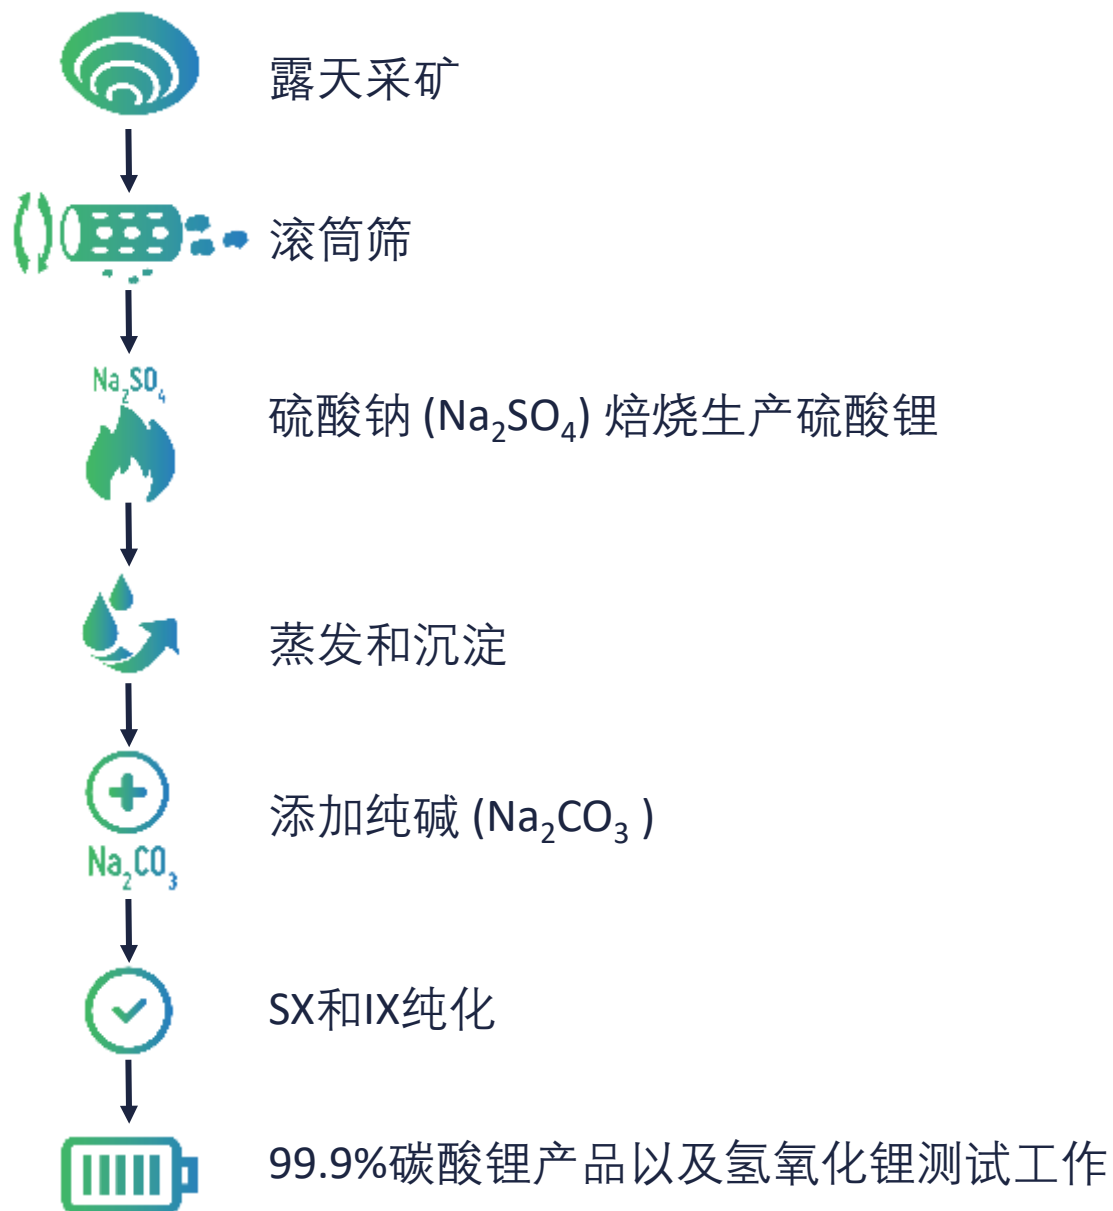 露天采矿
滚筒筛
Na₂SO₄
硫酸钠 (Na₂SO₄) 焙烧生产硫酸锂
蒸发和沉淀
添加纯碱 (Na₂CO₃ )
Na₂CO₃
SX和IX纯化
99.9%碳酸锂产品以及氢氧化锂测试工作